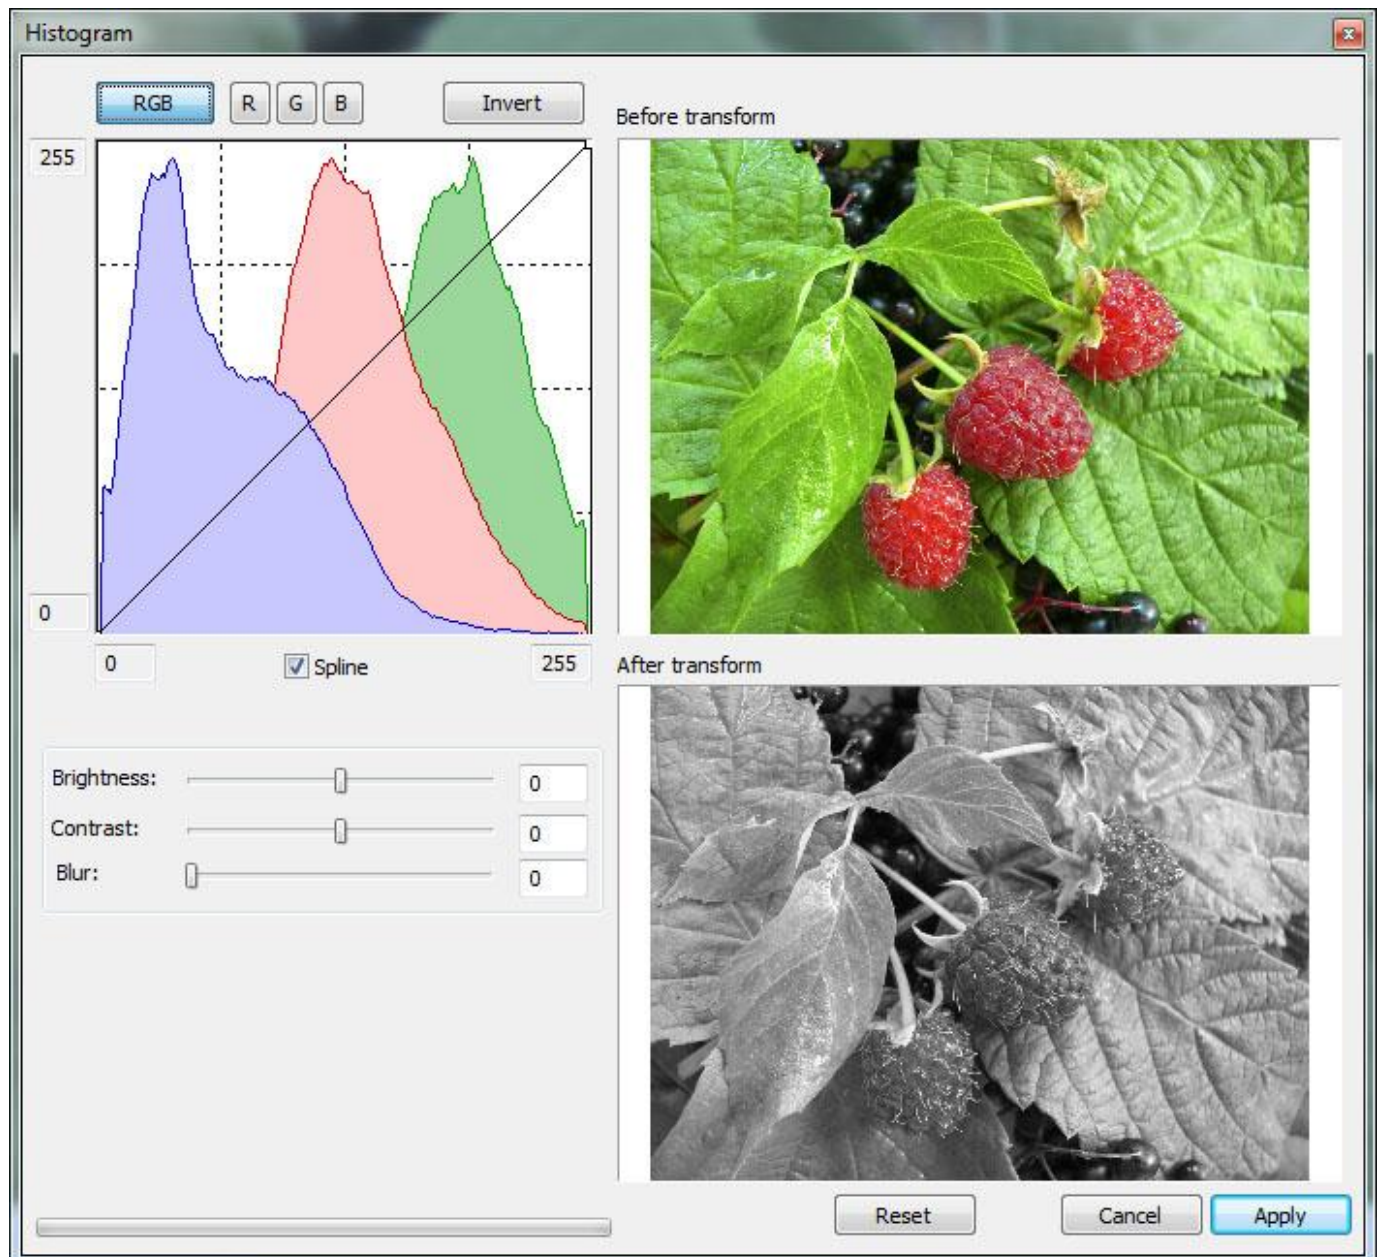 Histogram
RGB R G B Invert
Before transform
255
0
0 Spline 255
After transform
Brightness: 0
Contrast: 0
Blur: 0
Reset Cancel Apply